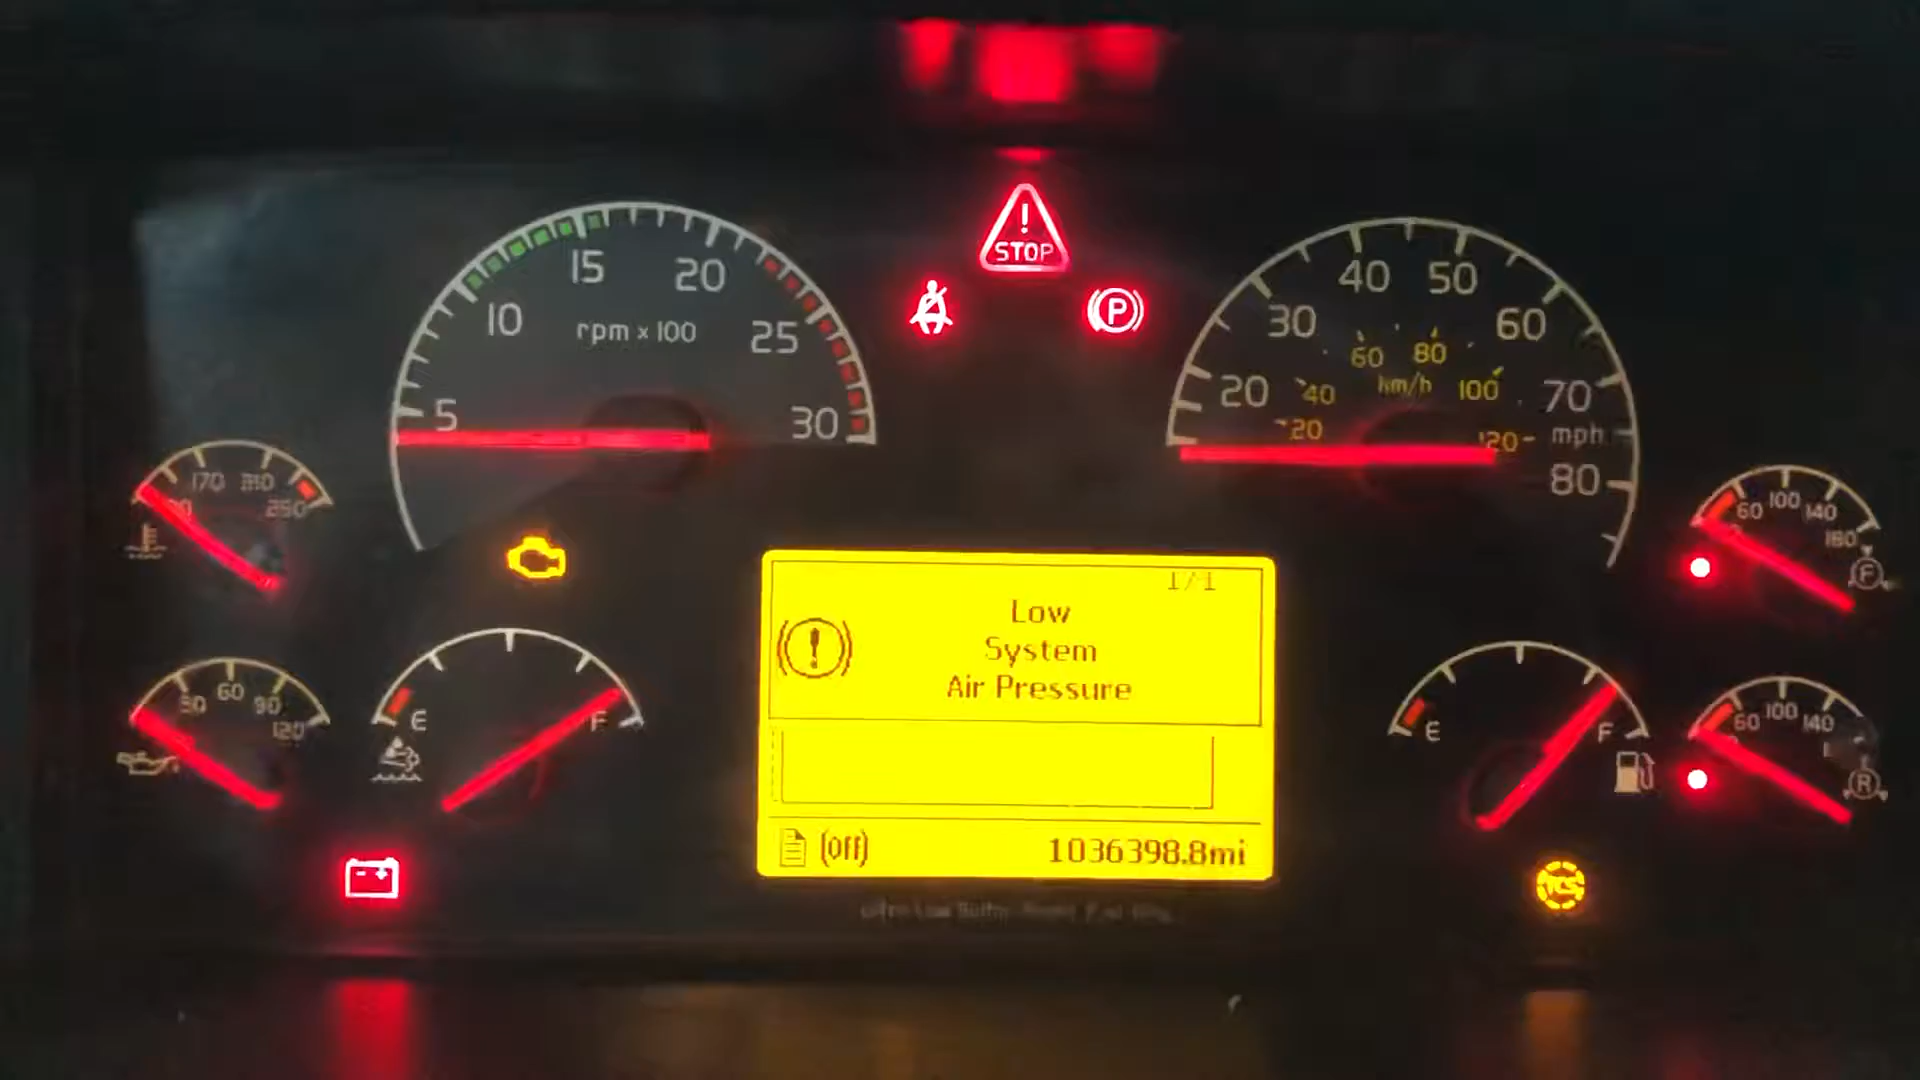 STOP
P
15
20
10
rpm x 100
25
5
30
40
50
30
60
60
80
km/h
20
40
100
70
20
120
mph
80
170
250
60
100
140
180
F
1/1
Low
System
Air Pressure
60
90
120
E
F
E
F
60
100
140
R
(off)
1036398.8mi
TCS